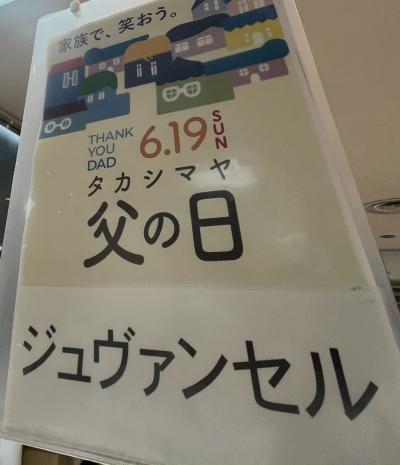 家族で、笑おう。
THANK
YOU
DAD
6.19 SUN
タカシマヤ
父の日
ジュヴァンセル